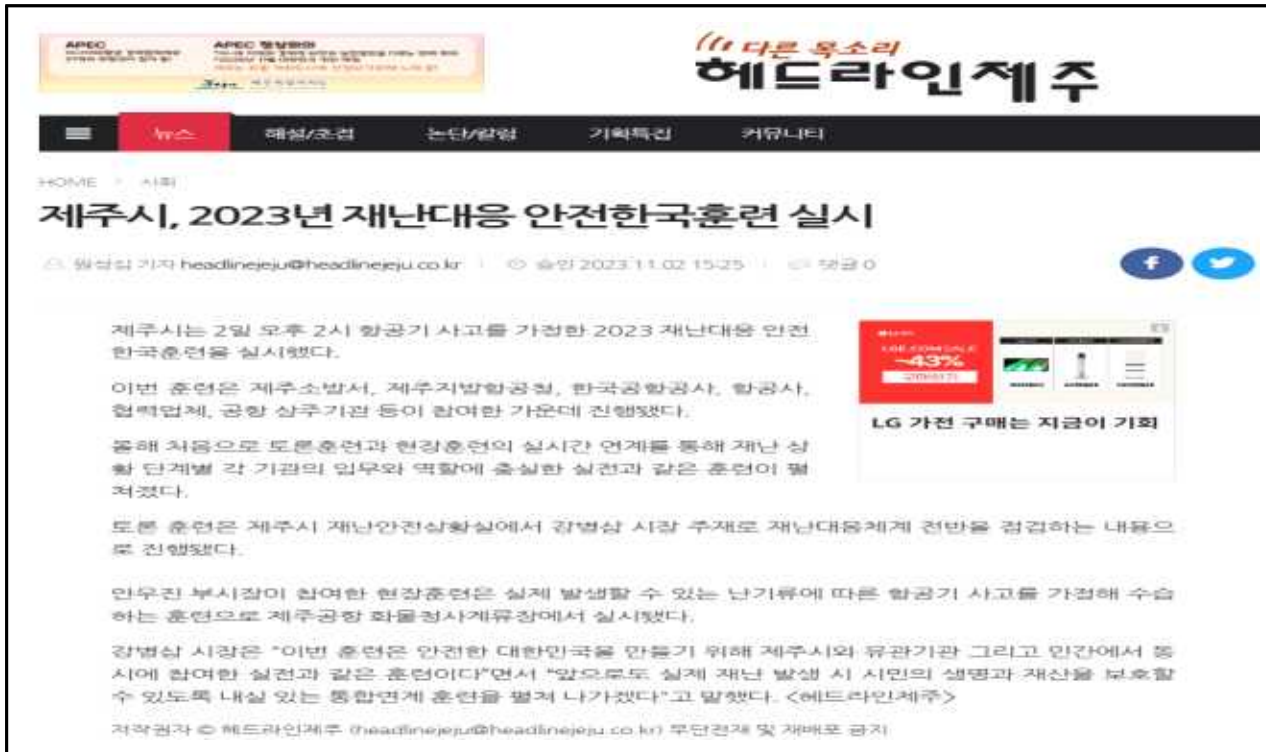 APEC
APEC 정상회의
다른 목소리
헤드라인제주
뉴스 해설/초점 논단/칼럼 기획특집 커뮤니티
HOME > 사회
제주시, 2023년 재난대응 안전한국훈련 실시
기자 headlinejeju@headlinejeju.co.kr 승인 2023.11.02 15:25 댓글 0
제주시는 2일 오후 2시 항공기 사고를 가정한 2023 재난대응 안전
한국훈련을 실시했다.
이번 훈련은 제주소방서, 제주지방항공청, 한국공항공사, 항공사,
협력업체, 공항 상주기관 등이 참여한 가운데 진행됐다.
올해 처음으로 토론훈련과 현장훈련의 실시간 연계를 통해 재난 상
황 단계별 각 기관의 임무와 역할에 충실한 실전과 같은 훈련이 펼
쳐졌다.
-43%
LG 가전 구매는 지금이 기회
토론 훈련은 제주시 재난안전상황실에서 강병삼 시장 주재로 재난대응체계 전반을 점검하는 내용으
로 진행됐다.
안우진 부시장이 참여한 현장훈련은 실제 발생할 수 있는 난기류에 따른 항공기 사고를 가정해 수습
하는 훈련으로 제주공항 화물청사계류장에서 실시됐다.
강병삼 시장은 "이번 훈련은 안전한 대한민국을 만들기 위해 제주시와 유관기관 그리고 민간에서 동
시에 참여한 실전과 같은 훈련이다"면서 "앞으로도 실제 재난 발생 시 시민의 생명과 재산을 보호할
수 있도록 내실 있는 통합연계 훈련을 펼쳐 나가겠다"고 말했다. <헤드라인제주>
저작권자 © 헤드라인제주 (headlinejeju@headlinejeju.co.kr) 무단전재 및 재배포 금지